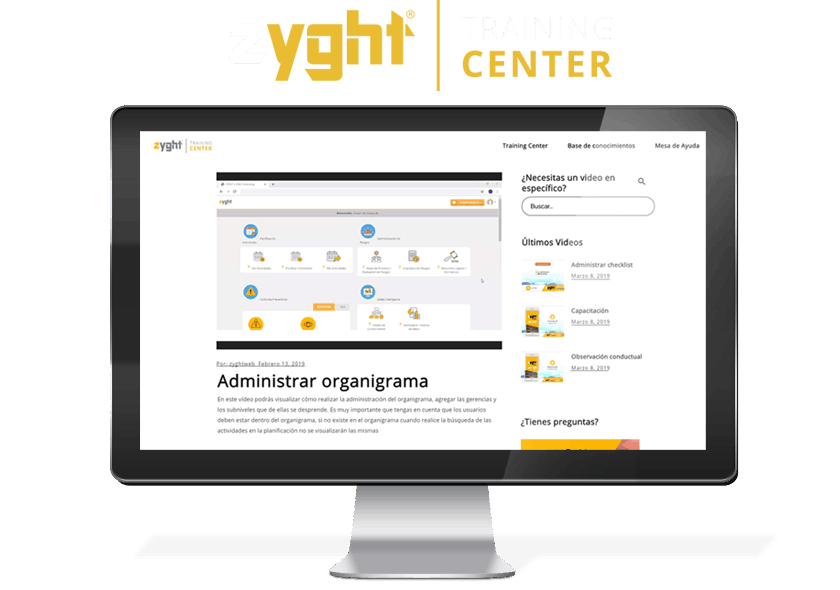 zyght®
TRAINING
CENTER
zyght
TRAINING
CENTER
Training Center
Base de conocimientos
Mesa de Ayuda
zyght
¿Necesitas un video en
específico?
Buscar..
Últimos Videos
Administrar checklist
Marzo 8, 2019
Capacitación
Marzo 8, 2019
Observación conductual
Marzo 8, 2019
¿Tienes preguntas?
Por: zyghtweb Febrero 13, 2019
Administrar organigrama
En este vídeo podrás visualizar cómo realizar la administración del organigrama, agregar las gerencias y
los subniveles que de ellas se desprende. Es muy importante que tengas en cuenta que los usuarios
deben estar dentro del organigrama, si no existe en el organigrama cuando realice la búsqueda de las
actividades en la planificación no se visualizarán las mismas